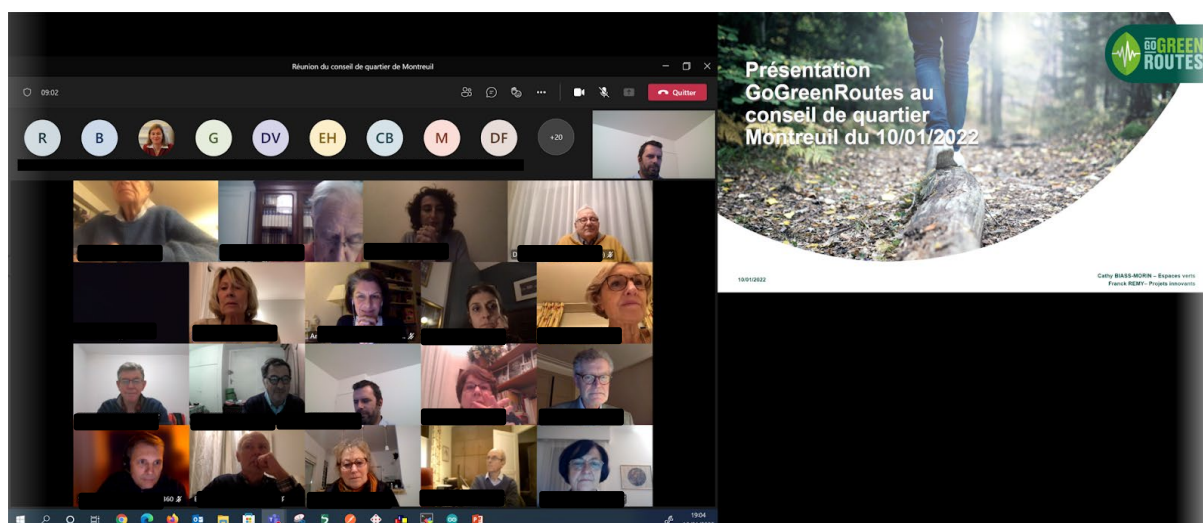 Réunion du conseil de quartier de Montreuil
09:02
Quitter
R
B
G
DV
EH
CB
M
DF
+20
19:04
Présentation
GoGreenRoutes au
conseil de quartier
Montreuil du 10/01/2022
GOGREEN
ROUTES
10/01/2022
Cathy BIASS-MORIN – Espaces verts
Franck REMY– Projets innovants